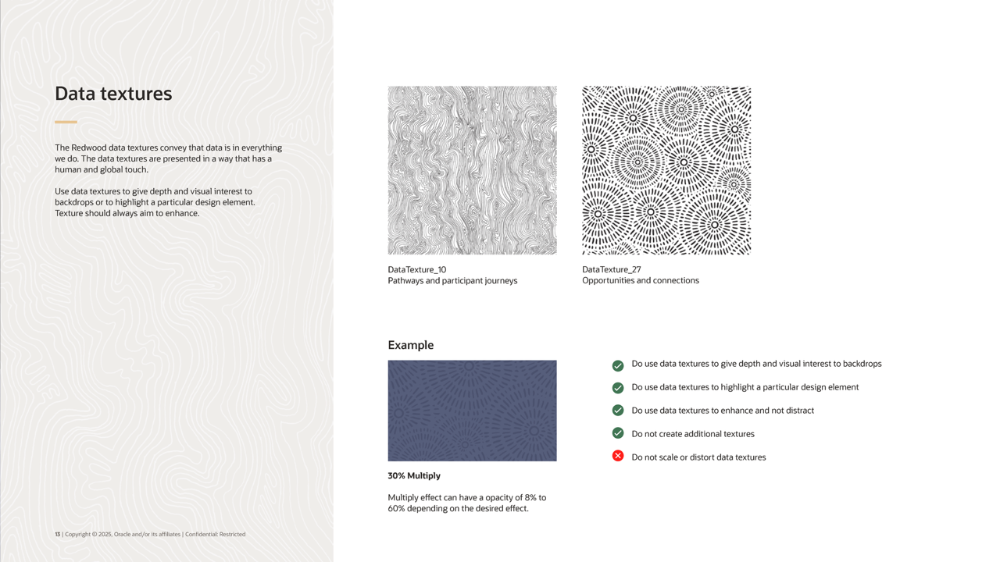 Data textures
The Redwood data textures convey that data is in everything
we do. The data textures are presented in a way that has a
human and global touch.
Use data textures to give depth and visual interest to
backdrops or to highlight a particular design element.
Texture should always aim to enhance.
DataTexture_10
Pathways and participant journeys
DataTexture_27
Opportunities and connections
Example
30% Multiply
Multiply effect can have a opacity of 8% to
60% depending on the desired effect.
Do use data textures to give depth and visual interest to backdrops
Do use data textures to highlight a particular design element
Do use data textures to enhance and not distract
Do not create additional textures
Do not scale or distort data textures
13 | Copyright © 2025, Oracle and/or its affiliates | Confidential: Restricted